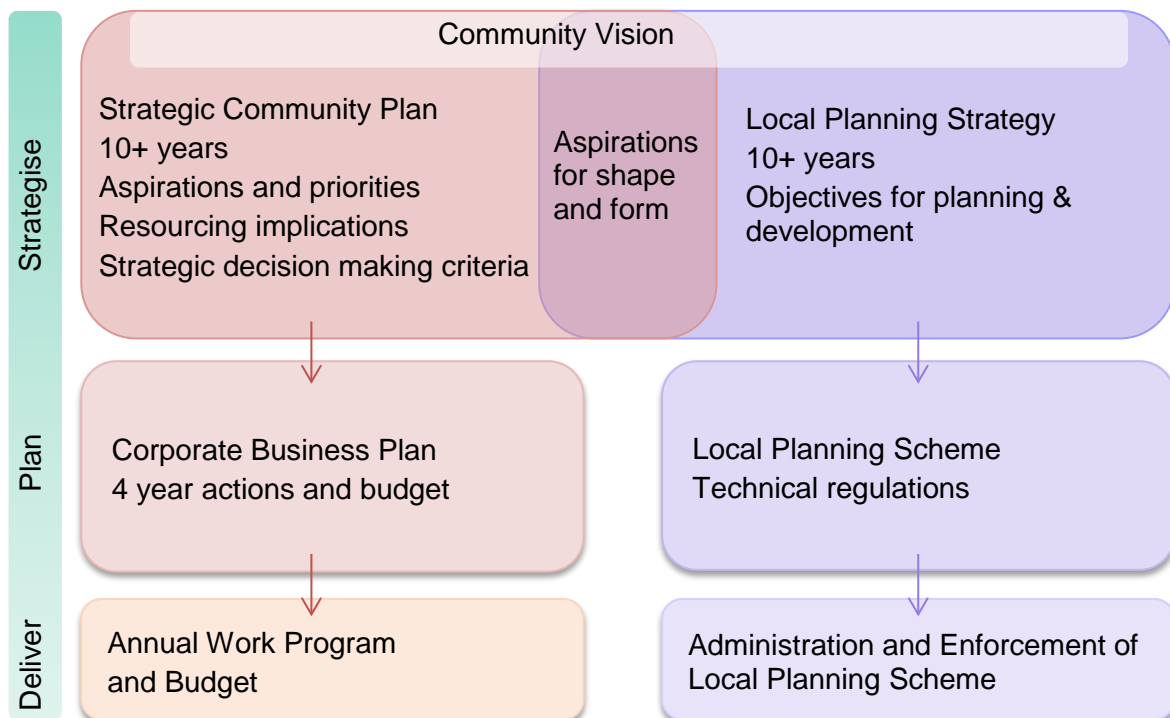 Community Vision
Strategise
Strategic Community Plan
10+ years
Aspirations and priorities
Resourcing implications
Strategic decision making criteria
Aspirations
for shape
and form
Local Planning Strategy
10+ years
Objectives for planning &
development
Plan
Corporate Business Plan
4 year actions and budget
Local Planning Scheme
Technical regulations
Deliver
Annual Work Program
and Budget
Administration and Enforcement of
Local Planning Scheme